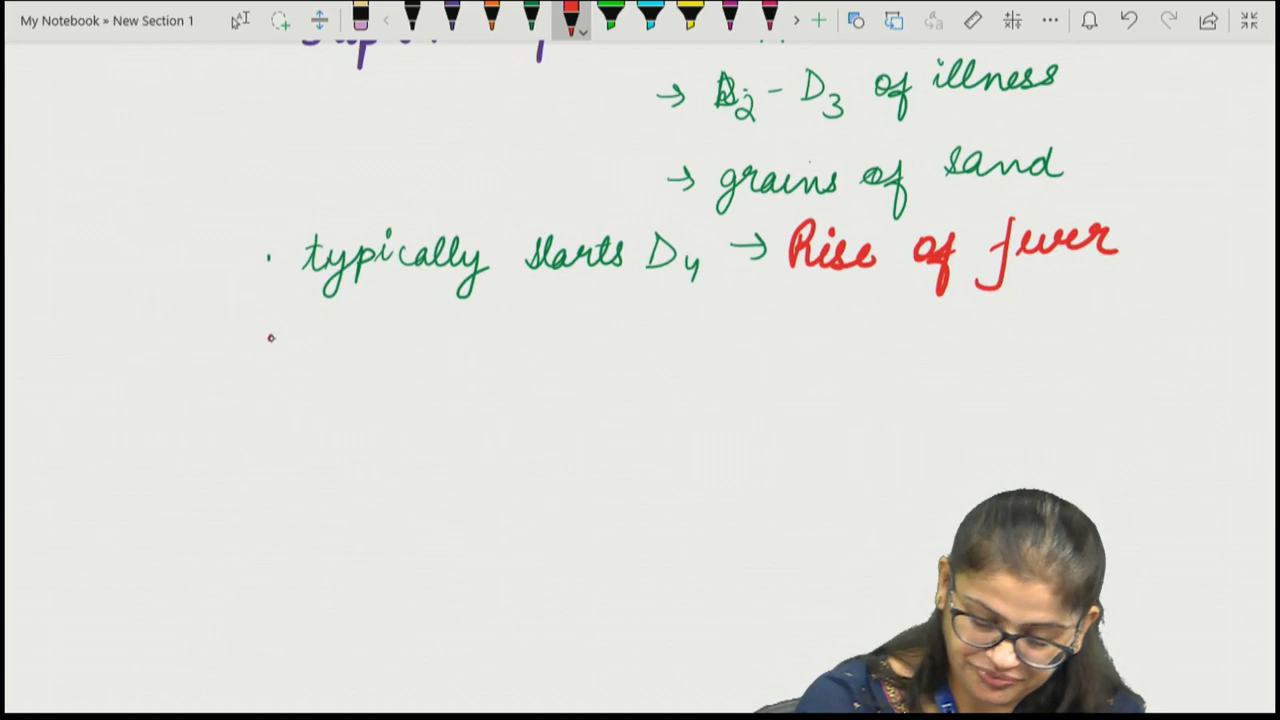 My Notebook » New Section 1
→ D2 - D3 of illness
→ grains of sand
. typically starts D4 → Rise of fever